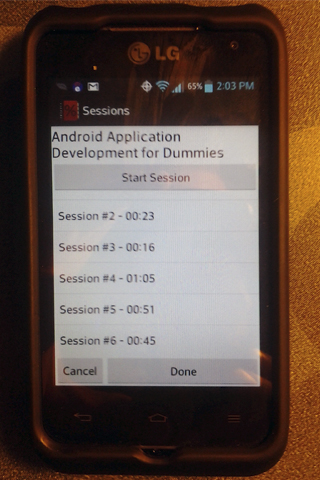 LG
65% 2:03 PM
Sessions
Android Application
Development for Dummies
Start Session
Session #2 - 00:23
Session #3 - 00:16
Session #4 - 01:05
Session #5 - 00:51
Session #6 - 00:45
Cancel Done